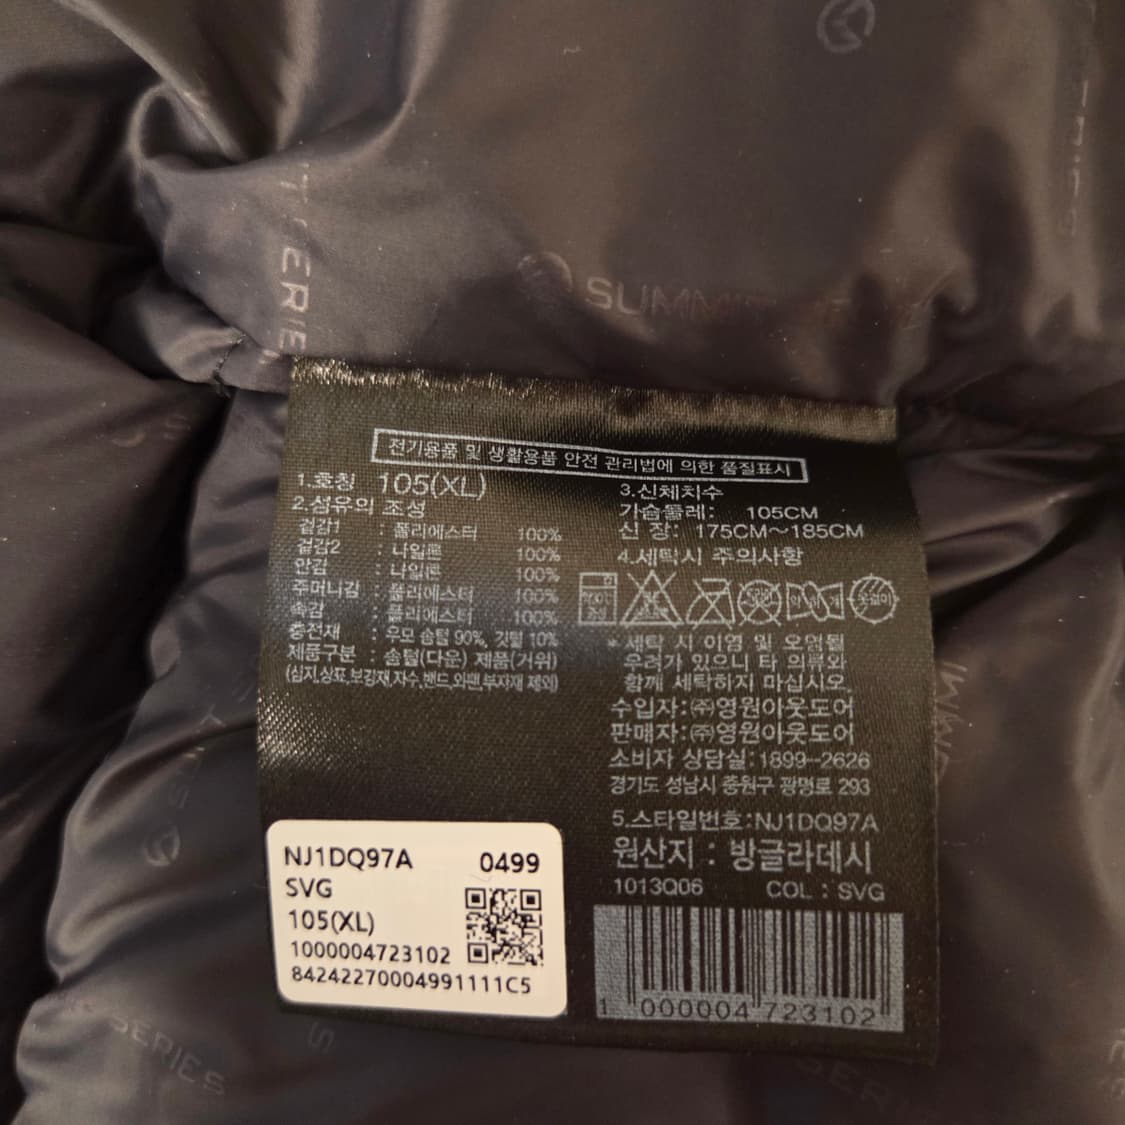 T SERIES
SUMMIT
전기용품 및 생활용품 안전 관리법에 의한 품질표시
1.호칭 105(XL)
2.섬유의 조성
겉감1 : 폴리에스터 100%
겉감2 : 나일론 100%
안감 : 나일론 100%
주머니감 : 폴리에스터 100%
속감 : 폴리에스터 100%
충전재 : 우모 솜털 90%, 깃털 10%
제품구분 : 솜털(다운) 제품(거위)
(심지,상표,보강재,자수,밴드,와펜,부자재 제외)
3.신체치수
가슴둘레: 105CM
신 장: 175CM~185CM
4.세탁시 주의사항
옷걸이
* 세탁 시 이염 및 오염될
우려가 있으니 타 의류와
함께 세탁하지 마십시오.
수입자:㈜영원아웃도어
판매자:㈜영원아웃도어
소비자 상담실:1899-2626
경기도 성남시 중원구 광명로 293
5.스타일번호:NJ1DQ97A
원산지 : 방글라데시
1013Q06 COL : SVG
1 000004 723102
NJ1DQ97A 0499
SVG
105(XL)
1000004723102
84242270004991111C5
SERIES